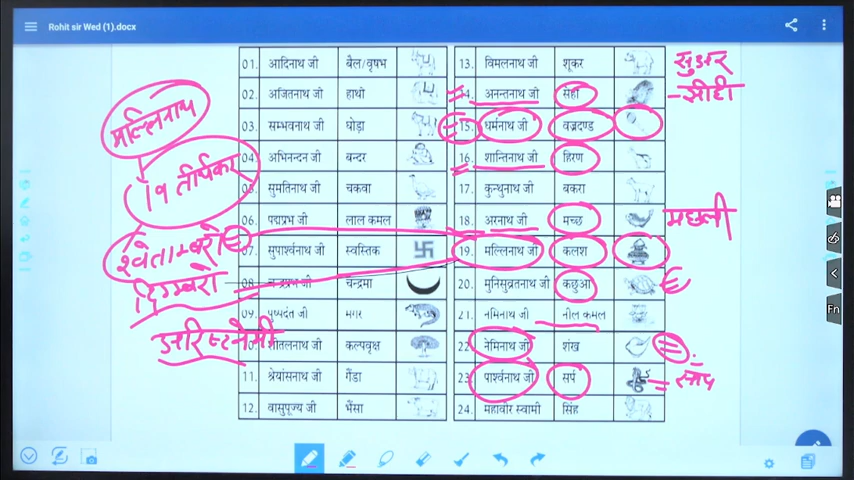 Rohit sir Wed (1).docx
01. आदिनाथ जी बैल/वृषभ
02. अजितनाथ जी हाथी
03. सम्भवनाथ जी घोड़ा
04. अभिनन्दन जी बन्दर
05. सुमतिनाथ जी चकवा
06. पद्मप्रभ जी लाल कमल
07. सुपार्श्वनाथ जी स्वस्तिक
08. चन्द्रप्रभ जी चन्द्रमा
09. पुष्पदंत जी मगर
शीतलनाथ जी कल्पवृक्ष
11. श्रेयांसनाथ जी गेंडा
12. वासुपूज्य जी भैंसा
13. विमलनाथ जी शूकर
14. अनन्तनाथ जी सेही
15. धर्मनाथ जी वज्रदण्ड
16. शान्तिनाथ जी हिरण
17. कुन्थुनाथ जी बकरा
18. अरनाथ जी मच्छ
19. मल्लिनाथ जी कलश
20. मुनिसुव्रतनाथ जी कछुआ
21. नमिनाथ जी नील कमल
22. नेमिनाथ जी शंख
23. पार्श्वनाथ जी सर्प
24. महावीर स्वामी सिंह
मल्लिनाथ
19 तीर्थकर
श्वेताम्बरो
दिगम्बरो
अरिष्टनेमी
सुअर
मछली
साप
Fn